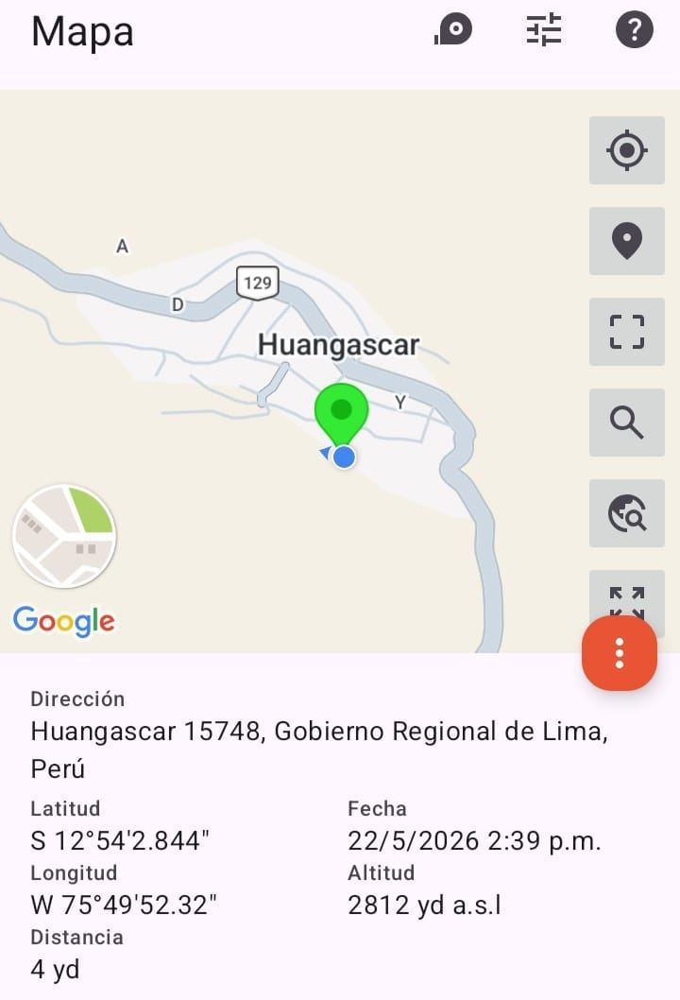 Mapa
A
129
D
Huangascar
Y
Google
Dirección
Huangascar 15748, Gobierno Regional de Lima,
Perú
Latitud
S 12°54'2.844"
Fecha
22/5/2026 2:39 p.m.
Longitud
W 75°49'52.32"
Altitud
2812 yd a.s.l
Distancia
4 yd